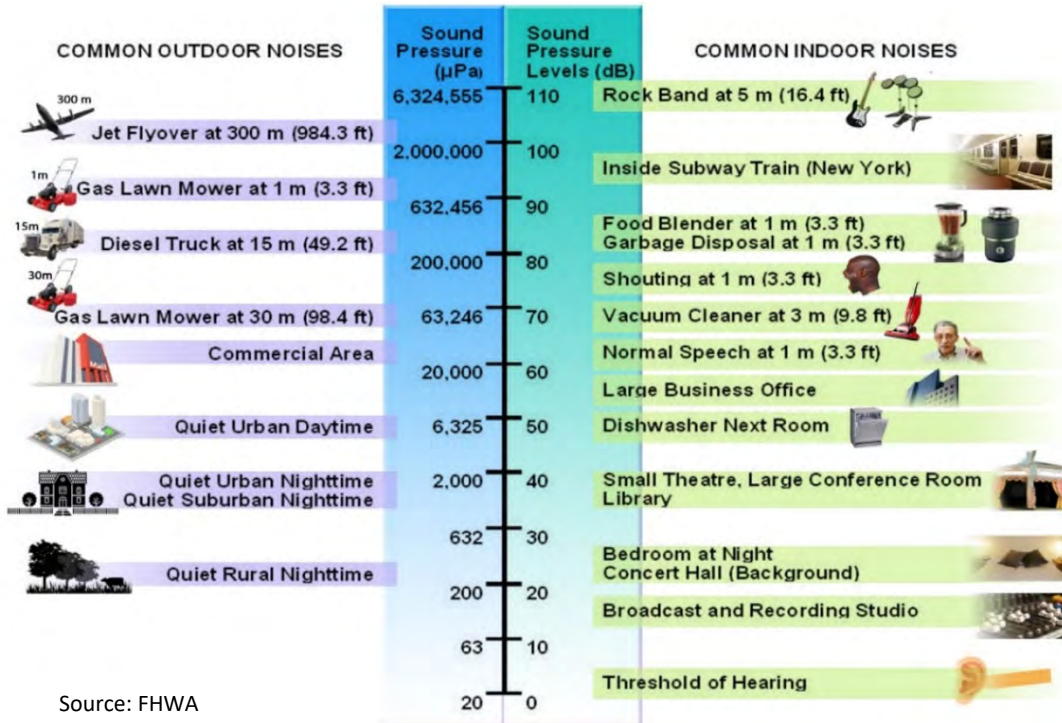 COMMON OUTDOOR NOISES
Sound
Pressure
(µPa)
Sound
Pressure
Levels (dB)
COMMON INDOOR NOISES
6,324,555
110
Rock Band at 5 m (16.4 ft)
300 m
Jet Flyover at 300 m (984.3 ft)
2,000,000
100
Inside Subway Train (New York)
1m
Gas Lawn Mower at 1 m (3.3 ft)
632,456
90
Food Blender at 1 m (3.3 ft)
Garbage Disposal at 1 m (3.3 ft)
15m
Diesel Truck at 15 m (49.2 ft)
200,000
80
Shouting at 1 m (3.3 ft)
30m
Gas Lawn Mower at 30 m (98.4 ft)
63,246
70
Vacuum Cleaner at 3 m (9.8 ft)
Commercial Area
Normal Speech at 1 m (3.3 ft)
20,000
60
Large Business Office
Quiet Urban Daytime
6,325
50
Dishwasher Next Room
Quiet Urban Nighttime
Quiet Suburban Nighttime
2,000
40
Small Theatre, Large Conference Room
Library
632
30
Bedroom at Night
Concert Hall (Background)
Quiet Rural Nighttime
200
20
Broadcast and Recording Studio
63
10
Threshold of Hearing
20
0
Source: FHWA